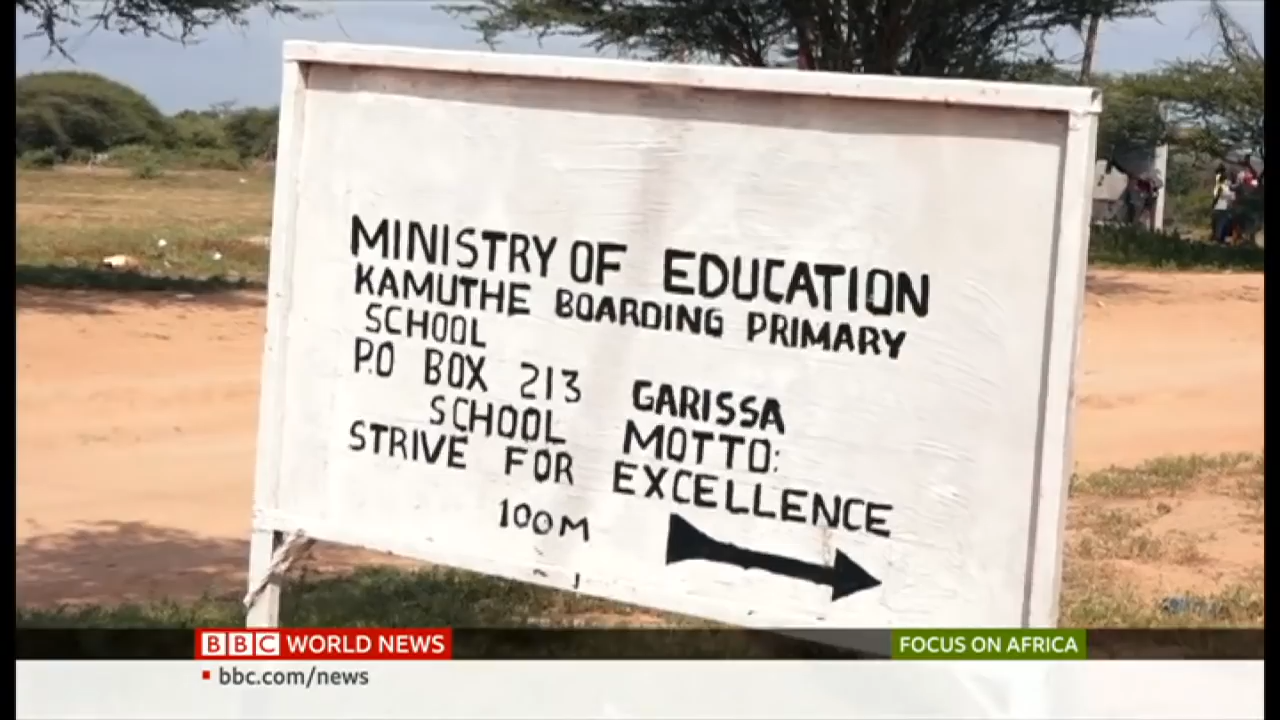 MINISTRY OF EDUCATION
KAMUTHE BOARDING PRIMARY
SCHOOL
P.O BOX 213 GARISSA
SCHOOL MOTTO:
STRIVE FOR EXCELLENCE
100M
BBC WORLD NEWS
FOCUS ON AFRICA
bbc.com/news